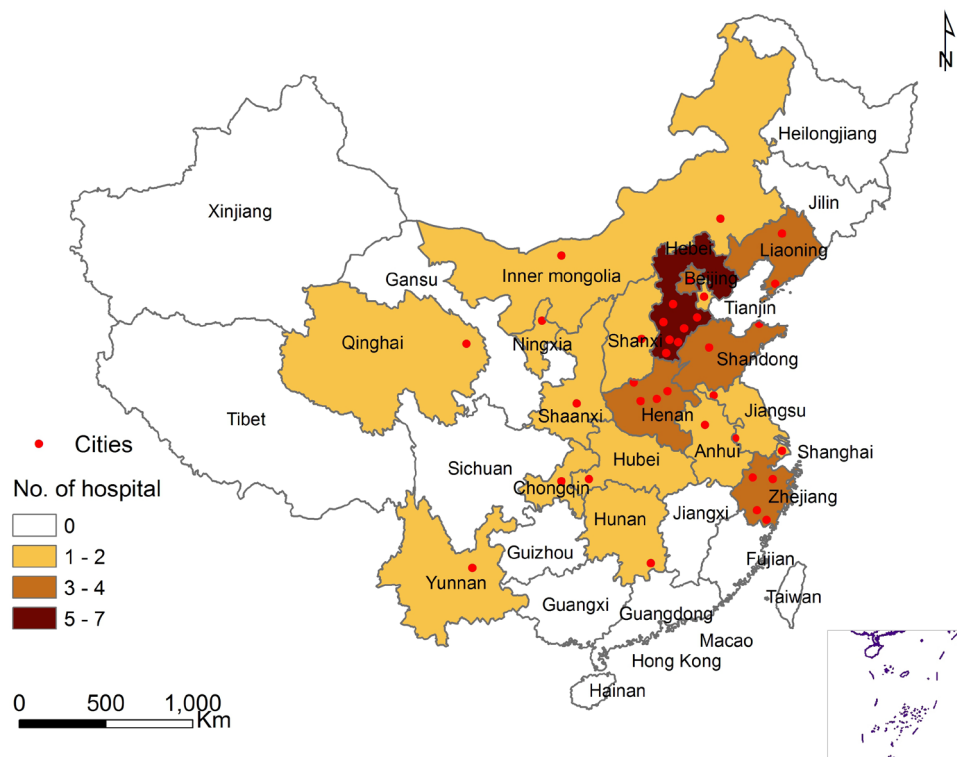 N
Heilongjiang
Jilin
Xinjiang
Hebei
Liaoning
Gansu
Inner mongolia
Beijing
Tianjin
Qinghai
Ningxia
Shanxi
Shandong
Tibet
Shaanxi
Henan
Jiangsu
Cities
Anhui
Shanghai
Sichuan
Hubei
No. of hospital
Chongqin
Zhejiang
0
Hunan
Jiangxi
1 - 2
Guizhou
Fujian
3 - 4
Yunnan
Taiwan
5 - 7
Guangxi
Guangdong
Macao
Hong Kong
Hainan
0 500 1,000
Km